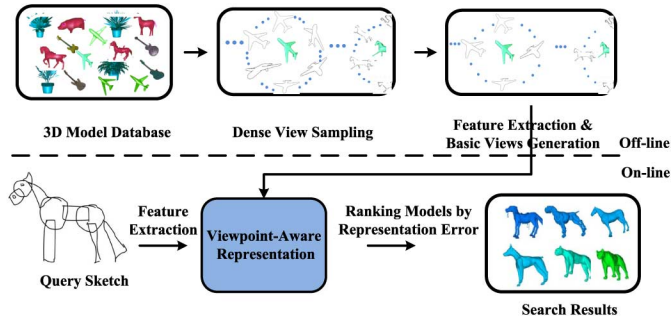 3D Model Database
Dense View Sampling
Feature Extraction &
Basic Views Generation
Off-line
On-line
Feature
Extraction
Viewpoint-Aware
Representation
Ranking Models by
Representation Error
Query Sketch
Search Results